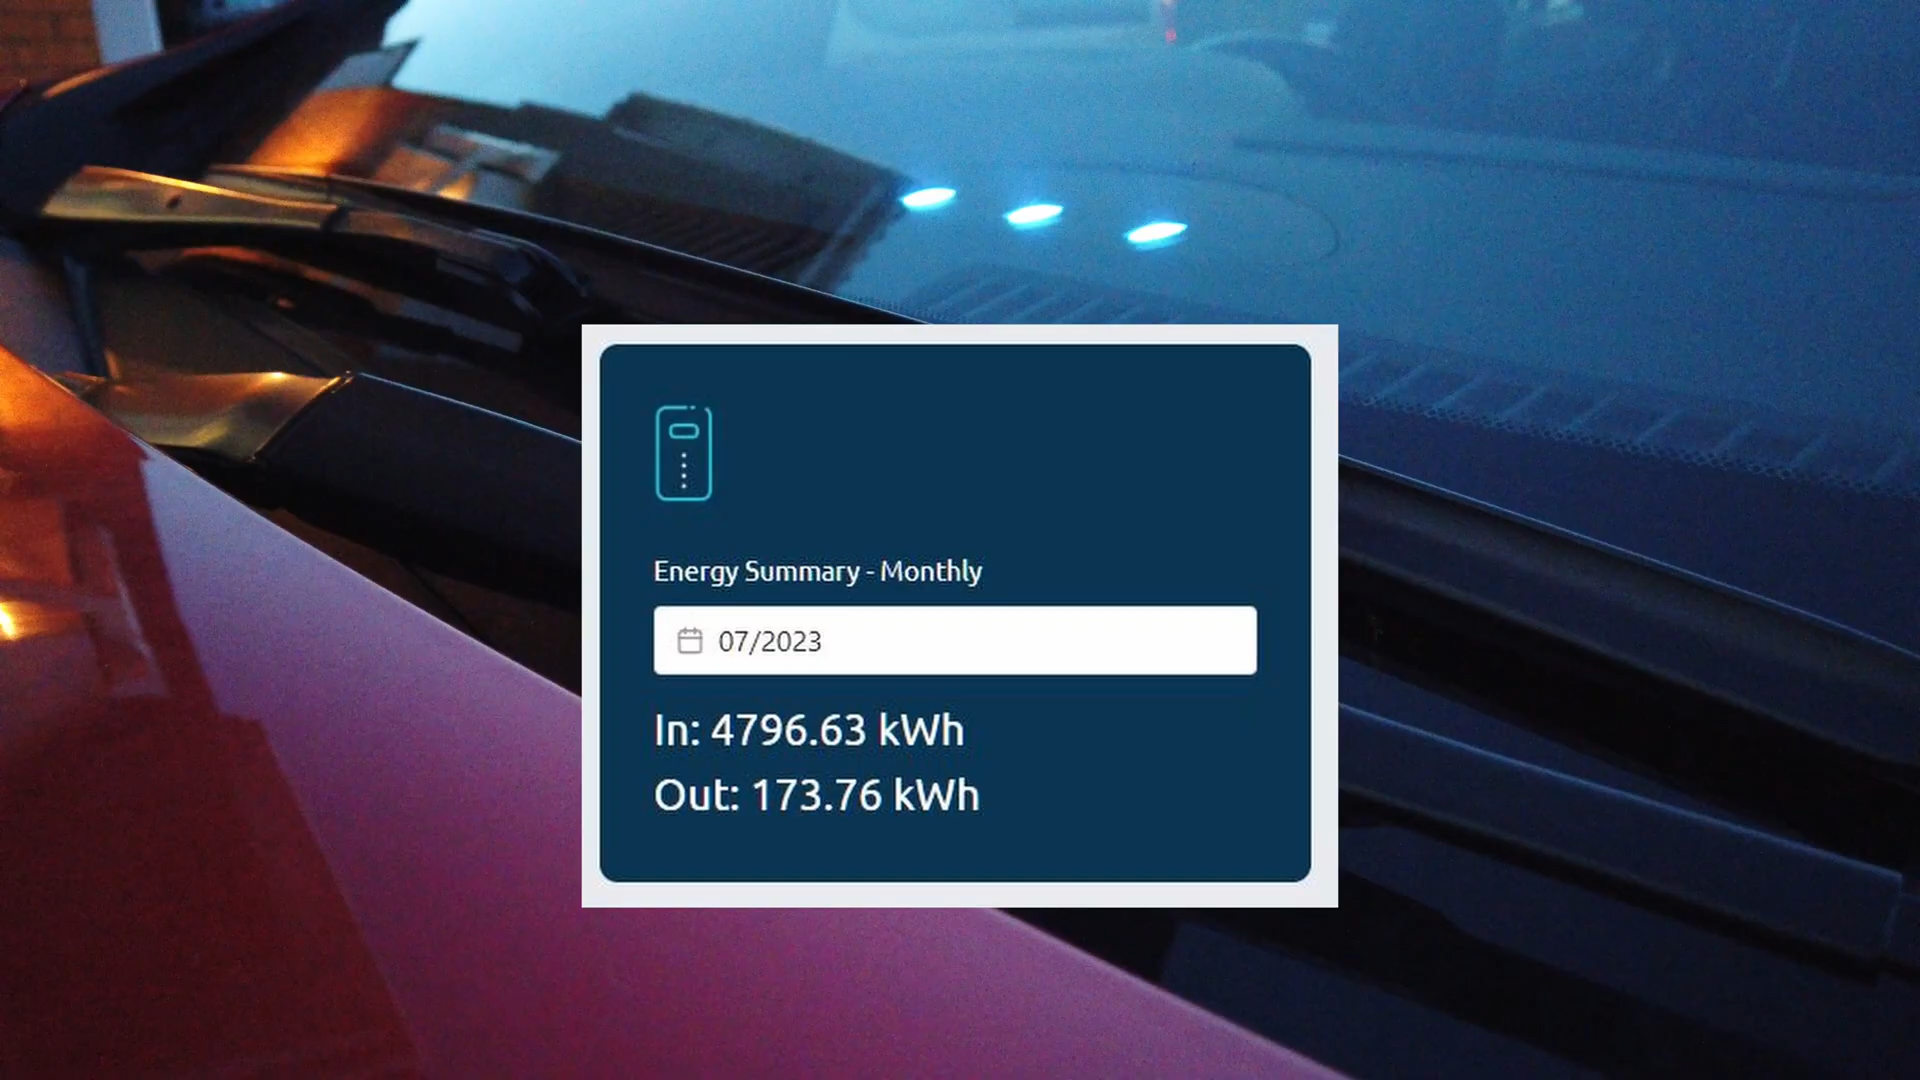 Energy Summary - Monthly
07/2023
In: 4796.63 kWh
Out: 173.76 kWh